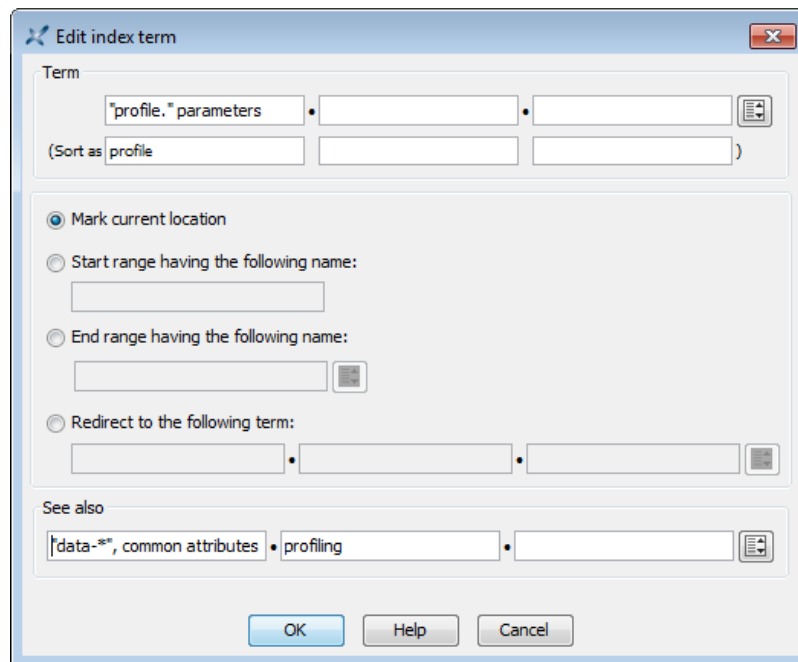 Edit index term
Term
"profile." parameters • •
(Sort as profile )
Mark current location
Start range having the following name:
End range having the following name:
Redirect to the following term:
• •
See also
"data-*", common attributes • profiling •
OK Help Cancel